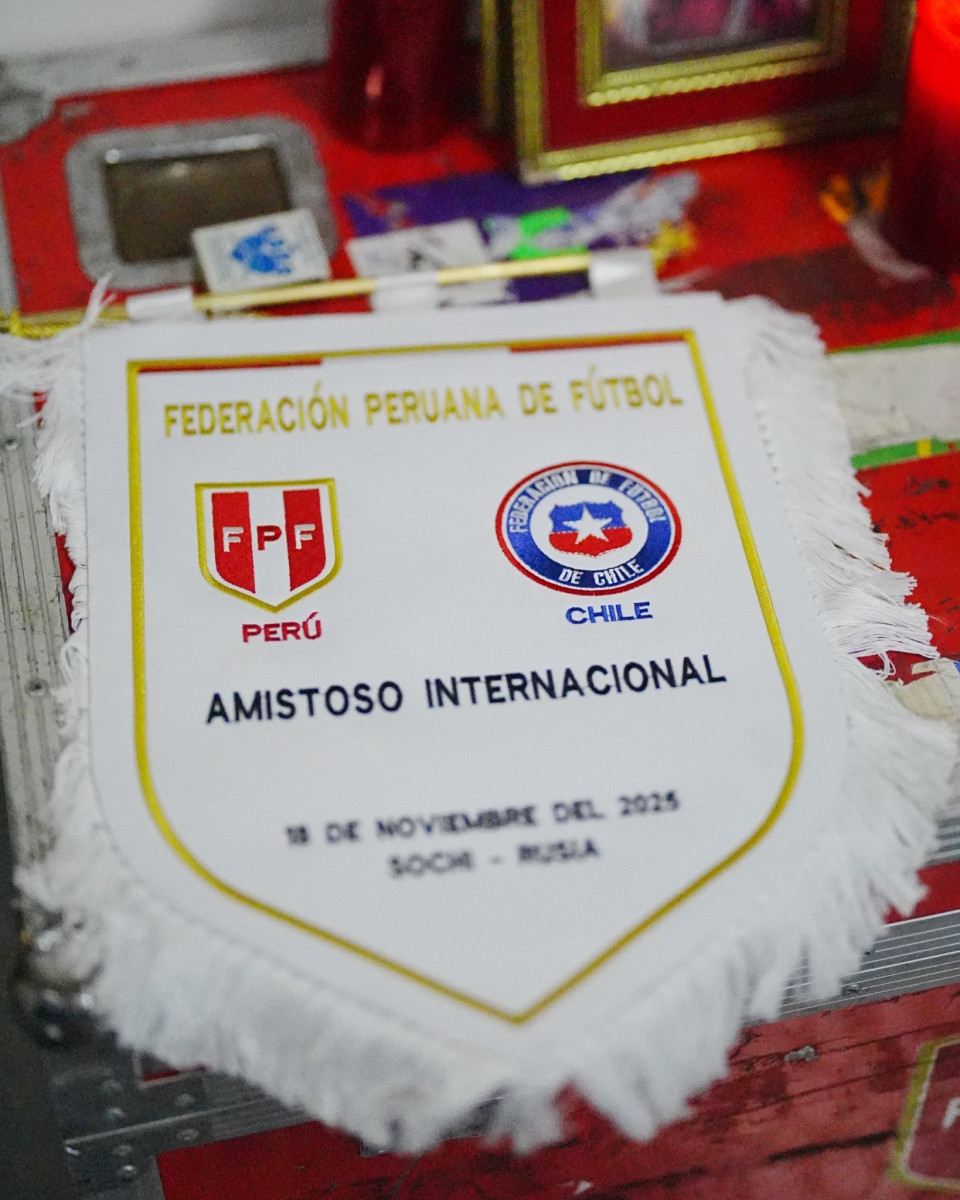 FEDERACIÓN PERUANA DE FÚTBOL
FPF
FEDERACION DE FUTBOL
DE CHILE
PERÚ
CHILE
AMISTOSO INTERNACIONAL
18 DE NOVIEMBRE DEL 2025
SOCHI - RUSIA